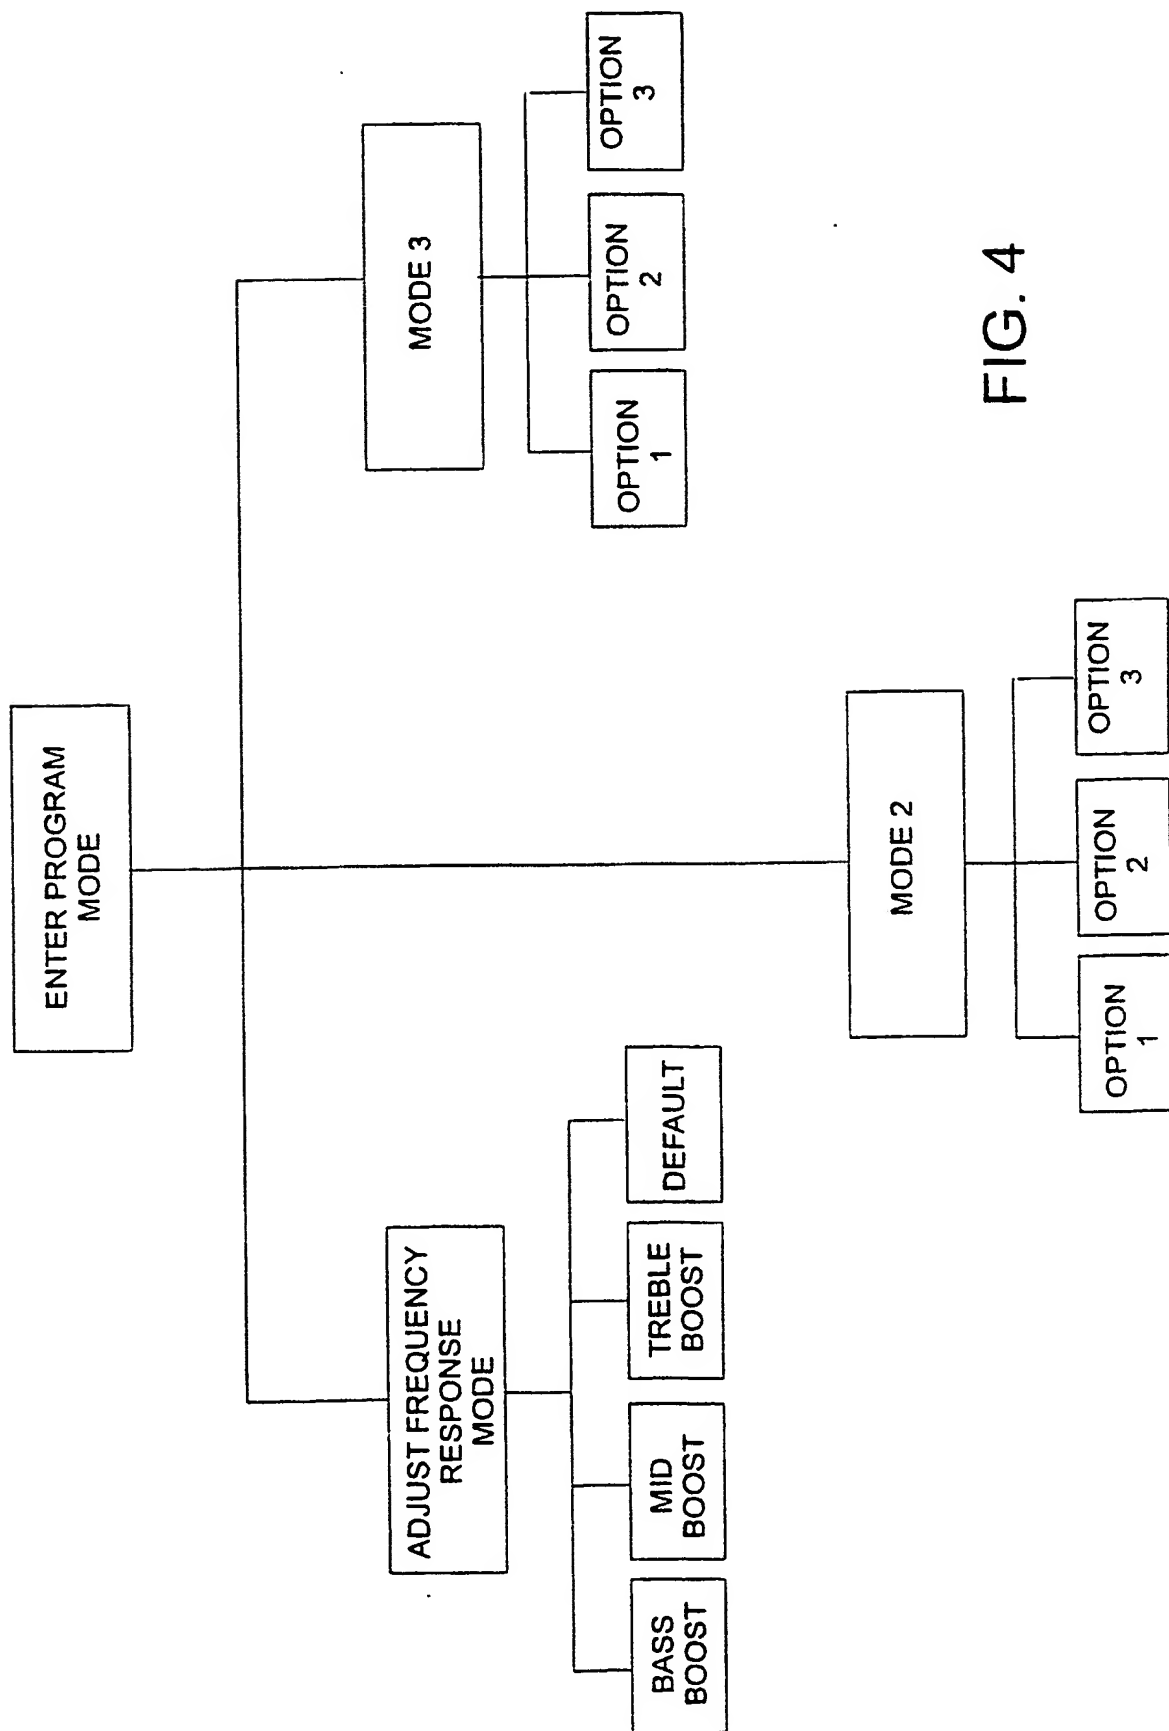 ENTER PROGRAM
MODE
ADJUST FREQUENCY
RESPONSE
MODE
BASS
BOOST
MID
BOOST
TREBLE
BOOST
DEFAULT
MODE 2
OPTION
1
OPTION
2
OPTION
3
MODE 3
OPTION
1
OPTION
2
OPTION
3
FIG. 4